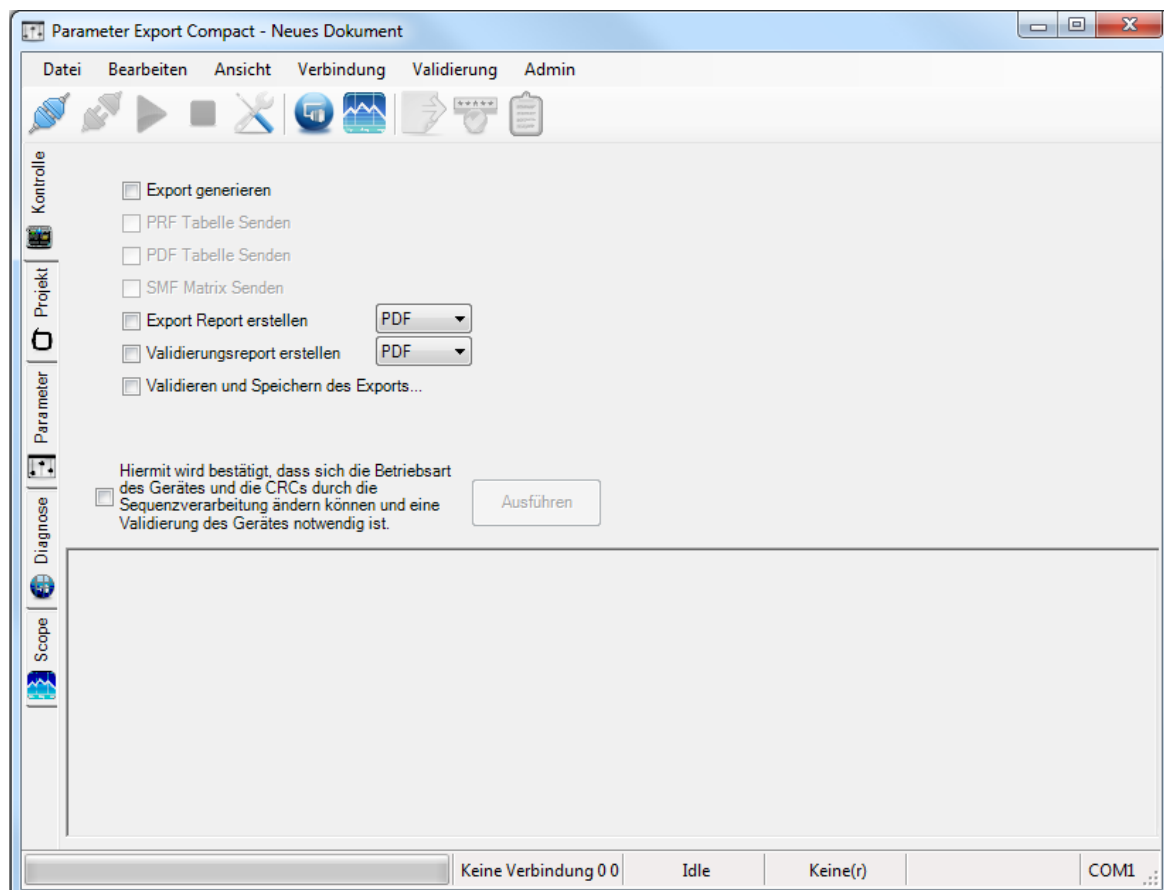 Parameter Export Compact - Neues Dokument
Datei Bearbeiten Ansicht Verbindung Validierung Admin
Kontrolle
Projekt
Parameter
Diagnose
Scope
Export generieren
PRF Tabelle Senden
PDF Tabelle Senden
SMF Matrix Senden
Export Report erstellen PDF
Validierungsreport erstellen PDF
Validieren und Speichern des Exports...
Hiermit wird bestätigt, dass sich die Betriebsart
des Gerätes und die CRCs durch die
Sequenzverarbeitung ändern können und eine
Validierung des Gerätes notwendig ist.
Ausführen
Keine Verbindung 0 0 Idle Keine(r) COM1